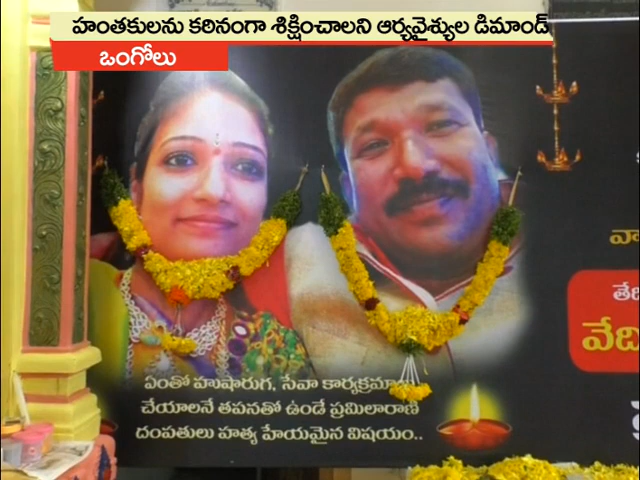 హంతకులను కఠినంగా శిక్షించాలని ఆర్యవైశ్యుల డిమాండ్
ఒంగోలు
ఏంతో హుషారుగ, సేవా కార్యక్రమాలు
చేయాలనే తపనతో ఉండే ప్రమిలారాణి
దంపతులు హత్య హేయమైన విషయం..
వా
తేది
వేది